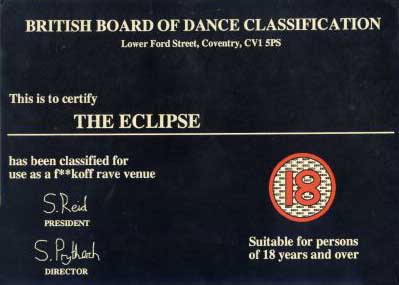 BRITISH BOARD OF DANCE CLASSIFICATION
Lower Ford Street, Coventry, CV1 5PS
This is to certify
THE ECLIPSE
has been classified for
use as a f**koff rave venue
S. Reid
PRESIDENT
S. Prytherch
DIRECTOR
18
Suitable for persons
of 18 years and over